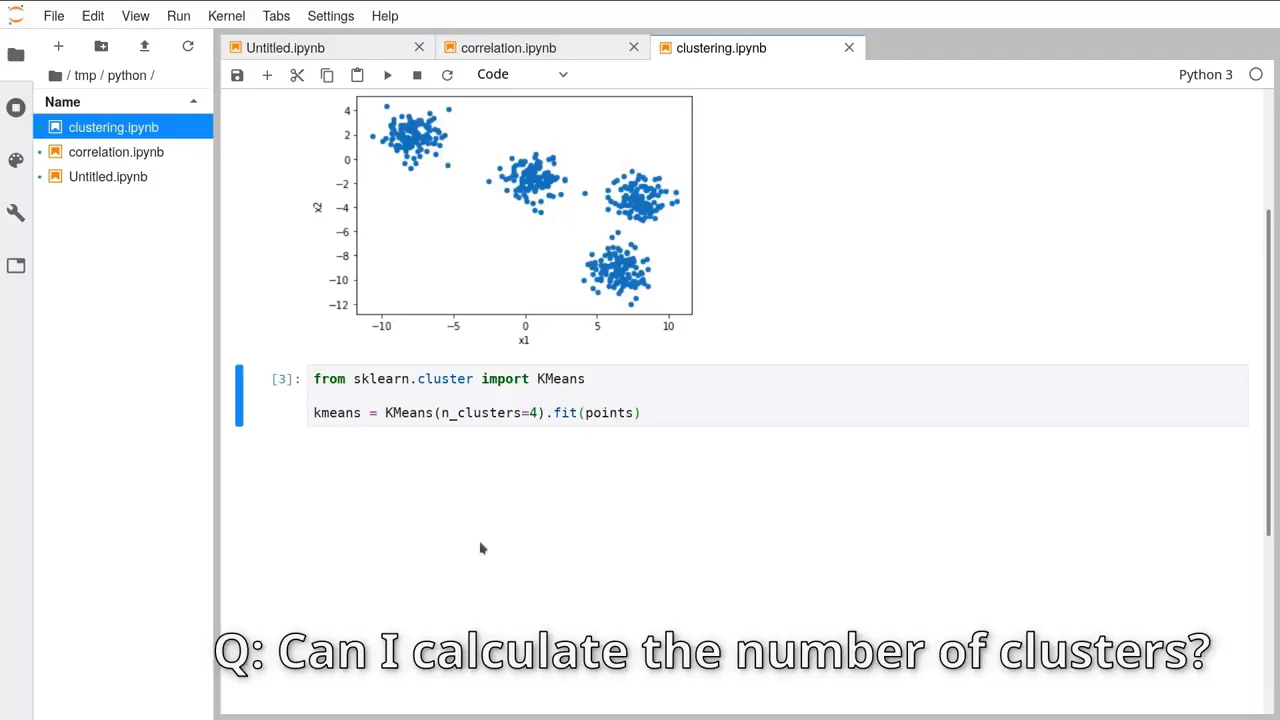 File Edit View Run Kernel Tabs Settings Help
Untitled.ipynb correlation.ipynb clustering.ipynb
/ tmp / python /
Code Python 3
Name
clustering.ipynb
correlation.ipynb
Untitled.ipynb
4
2
0
−2
−4
−6
−8
−10
−12
x2
−10 −5 0 5 10
x1
[3]: from sklearn.cluster import KMeans
kmeans = KMeans(n_clusters=4).fit(points)
Q: Can I calculate the number of clusters?